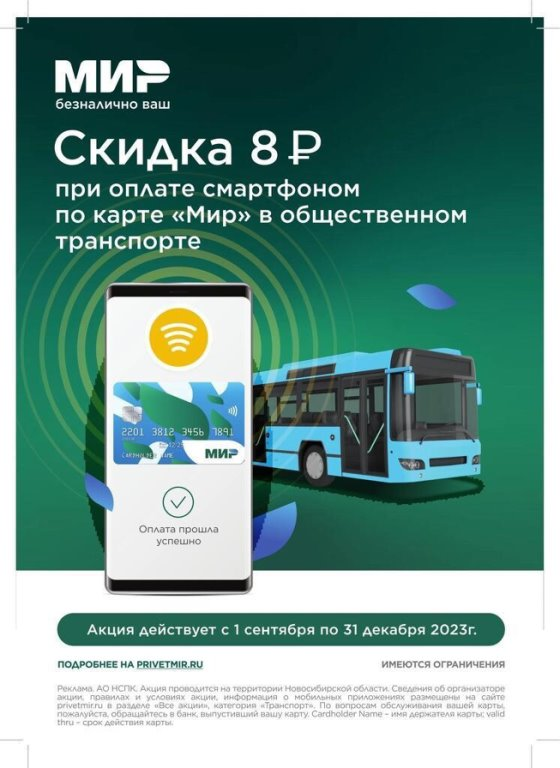 МИР
безналично ваш
Скидка 8 ₽
при оплате смартфоном
по карте «Мир» в общественном
транспорте
2201 3812 3456 7891
12/25
CARDHOLDER NAME
МИР
Оплата прошла
успешно
Акция действует с 1 сентября по 31 декабря 2023г.
ПОДРОБНЕЕ НА PRIVETMIR.RU
ИМЕЮТСЯ ОГРАНИЧЕНИЯ
Реклама. АО НСПК. Акция проводится на территории Новосибирской области. Сведения об организаторе
акции, правилах и условиях акции, информация о мобильных приложениях размещены на сайте
privetmir.ru в разделе «Все акции», категория «Транспорт». По вопросам обслуживания вашей карты,
пожалуйста, обращайтесь в банк, выпустивший вашу карту. Cardholder Name – имя держателя карты; valid
thru – срок действия карты.